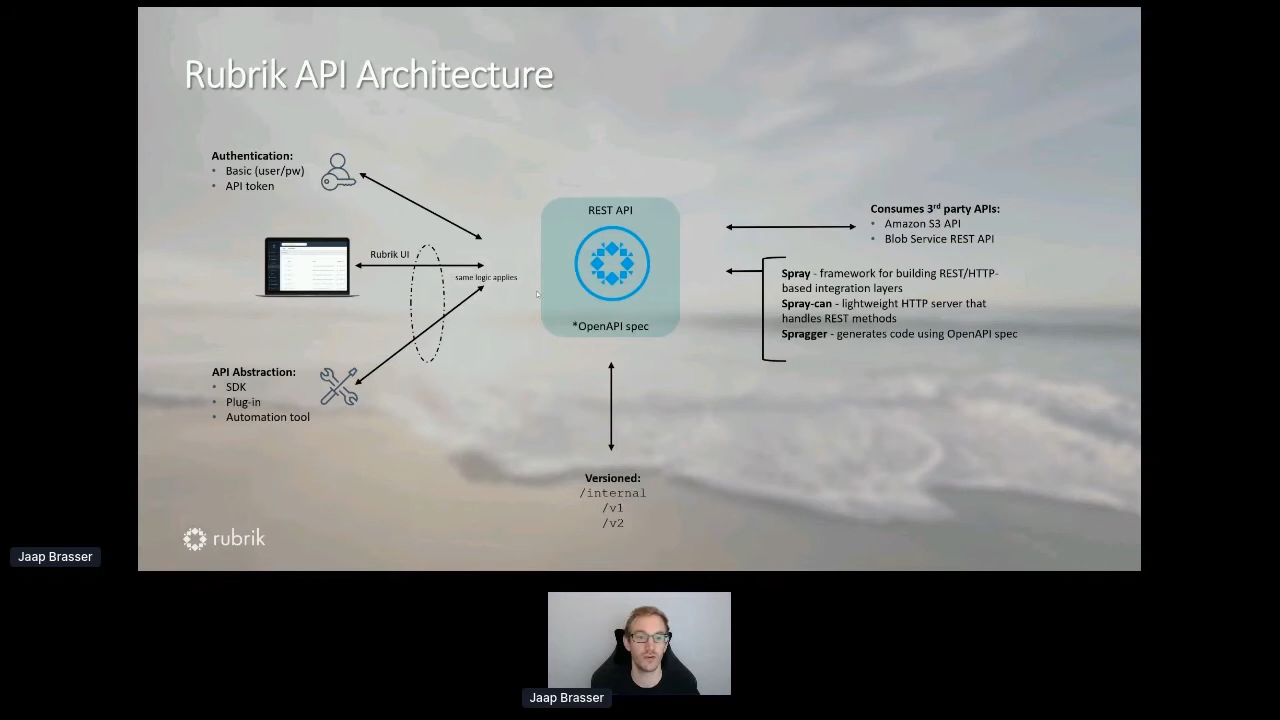 Rubrik API Architecture
Authentication:
• Basic (user/pw)
• API token
Rubrik UI
same logic applies
API Abstraction:
• SDK
• Plug-in
• Automation tool
REST API
*OpenAPI spec
Versioned:
/internal
/v1
/v2
Consumes 3rd party APIs:
• Amazon S3 API
• Blob Service REST API
Spray - framework for building REST/HTTP-
based integration layers
Spray-can - lightweight HTTP server that
handles REST methods
Spragger - generates code using OpenAPI spec
rubrik
Jaap Brasser
Jaap Brasser